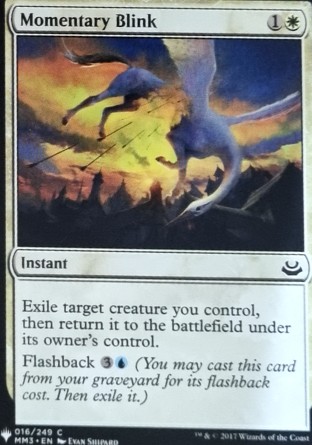 Momentary Blink 1
Instant
Exile target creature you control,
then return it to the battlefield under
its owner's control.
Flashback 3 (You may cast this
card from your graveyard for its flashback
cost. Then exile it.)
016/249 C
MM3 • EN Evan Shipard
™ & © 2017 Wizards of the Coast